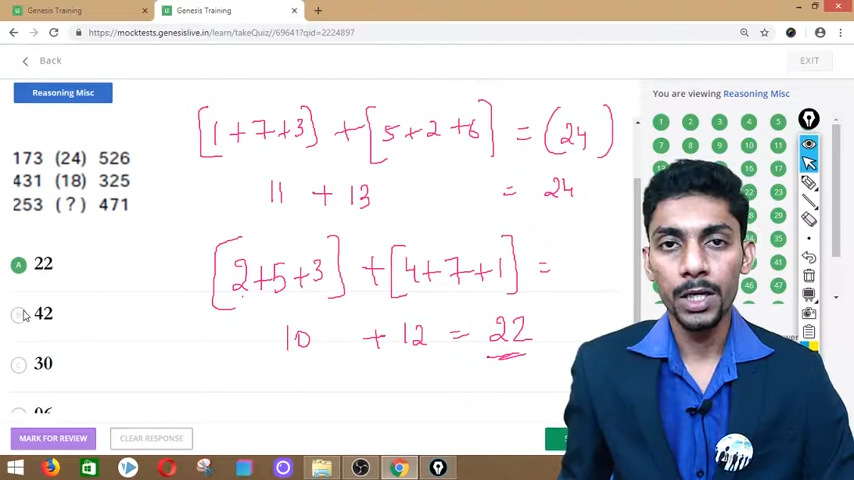 Genesis Training
Genesis Training
https://mocktests.genesislive.in/learn/takeQuiz//69641?qid=2224897
Back
EXIT
Reasoning Misc
You are viewing Reasoning Misc
[1+7+3] + [5+2+6] = (24)
11 + 13 = 24
173 (24) 526
431 (18) 325
253 (?) 471
[2+5+3] + [4+7+1] =
10 + 12 = 22
A 22
42
C 30
1 2 3 4 5
7 8 9 10 11
MARK FOR REVIEW
CLEAR RESPONSE